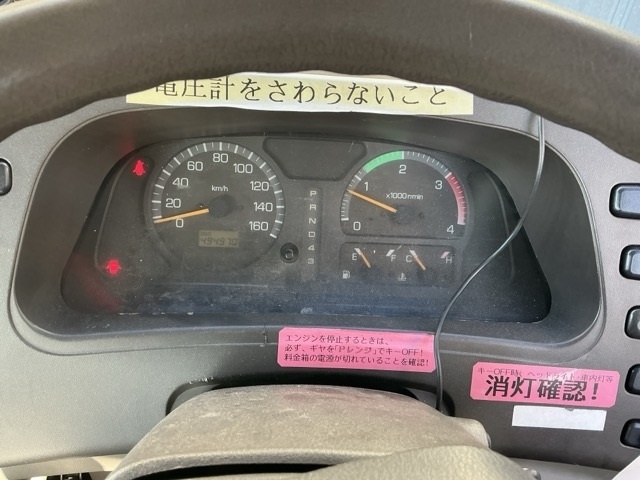 電圧計をさわらないこと
0 20 40 60 80 100 120 140 160
km/h
P
R
N
D
4
3
0 1 2 3 4
x1000r/min
E F C H
エンジンを停止するときは、
必ず、ギヤを「Pレンジ」でキーOFF!
料金箱の電源が切れていることを確認!
消灯確認!